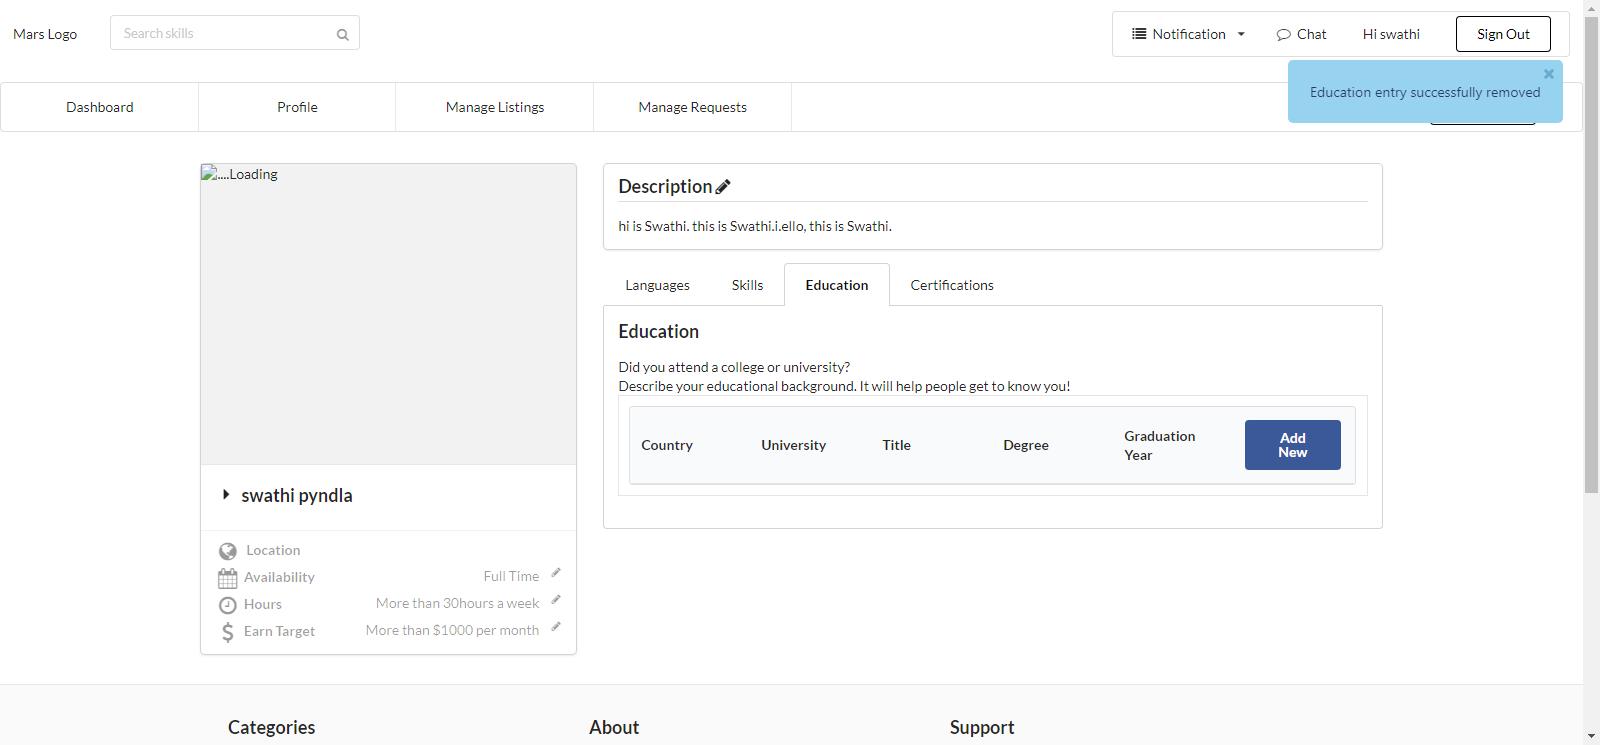 Mars Logo
Search skills
Notification
Chat
Hi swathi
Sign Out
Education entry successfully removed
Dashboard
Profile
Manage Listings
Manage Requests
....Loading
swathi pyndla
Location
Availability
Full Time
Hours
More than 30hours a week
Earn Target
More than $1000 per month
Description
hi is Swathi. this is Swathi.i.ello, this is Swathi.
Languages
Skills
Education
Certifications
Education
Did you attend a college or university?
Describe your educational background. It will help people get to know you!
Country
University
Title
Degree
Graduation
Year
Add
New
Categories
About
Support